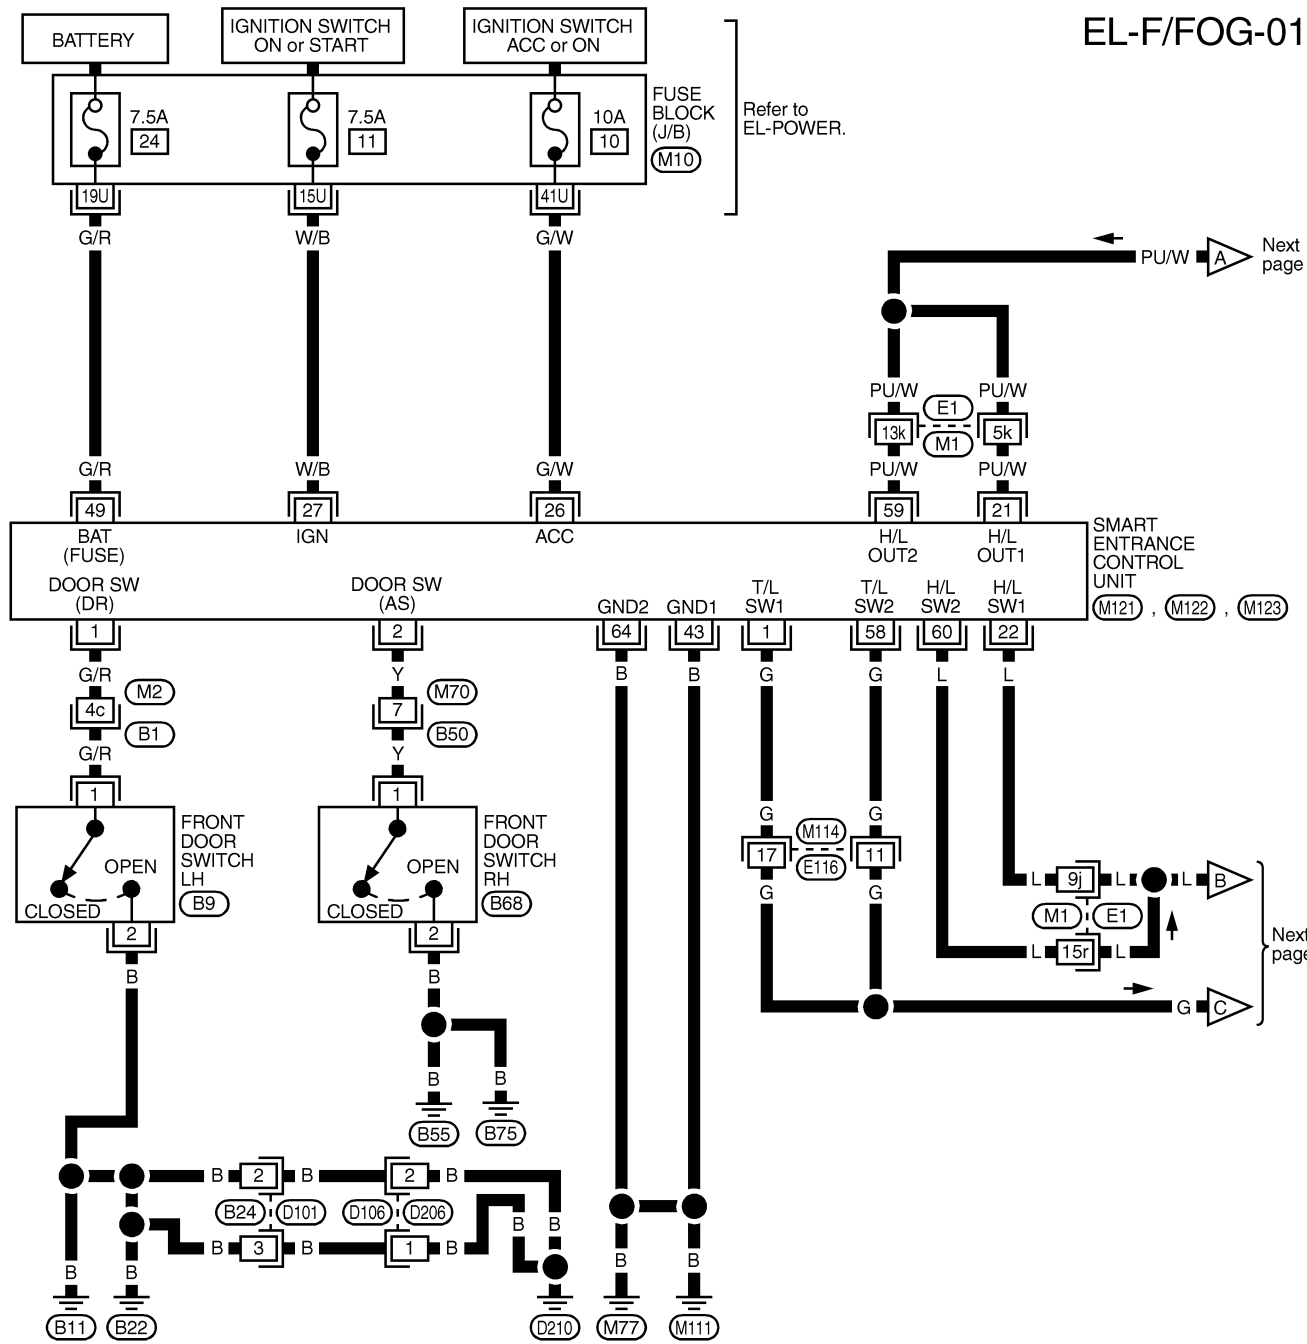 EL-F/FOG-01
BATTERY
IGNITION SWITCH
ON or START
IGNITION SWITCH
ACC or ON
7.5A
24
7.5A
11
10A
10
FUSE
BLOCK
(J/B)
M10
Refer to
EL-POWER.
19U
15U
41U
G/R
W/B
G/W
PU/W
A
Next
page
PU/W
PU/W
13k
E1
M1
5k
G/R
W/B
G/W
PU/W
PU/W
49
27
26
59
21
BAT
(FUSE)
IGN
ACC
H/L
OUT2
H/L
OUT1
SMART
ENTRANCE
CONTROL
UNIT
M121 , M122 , M123
DOOR SW
(DR)
DOOR SW
(AS)
GND2
GND1
T/L
SW1
T/L
SW2
H/L
SW2
H/L
SW1
1
2
64
43
1
58
60
22
G/R
Y
B
B
G
G
L
L
M2
4c
B1
M70
7
B50
G/R
Y
1
1
FRONT
DOOR
SWITCH
LH
B9
OPEN
CLOSED
FRONT
DOOR
SWITCH
RH
B68
OPEN
CLOSED
2
2
G
G
17
M114
E116
11
G
G
L
9j
L
L
B
M1
E1
L
15r
L
Next
page
G
C
B
B
B
B
B55
B75
B
2
B
2
B
B24
D101
D106
D206
B
3
B
1
B
B
B
B
B
B
B
B11
B22
D210
M77
M111